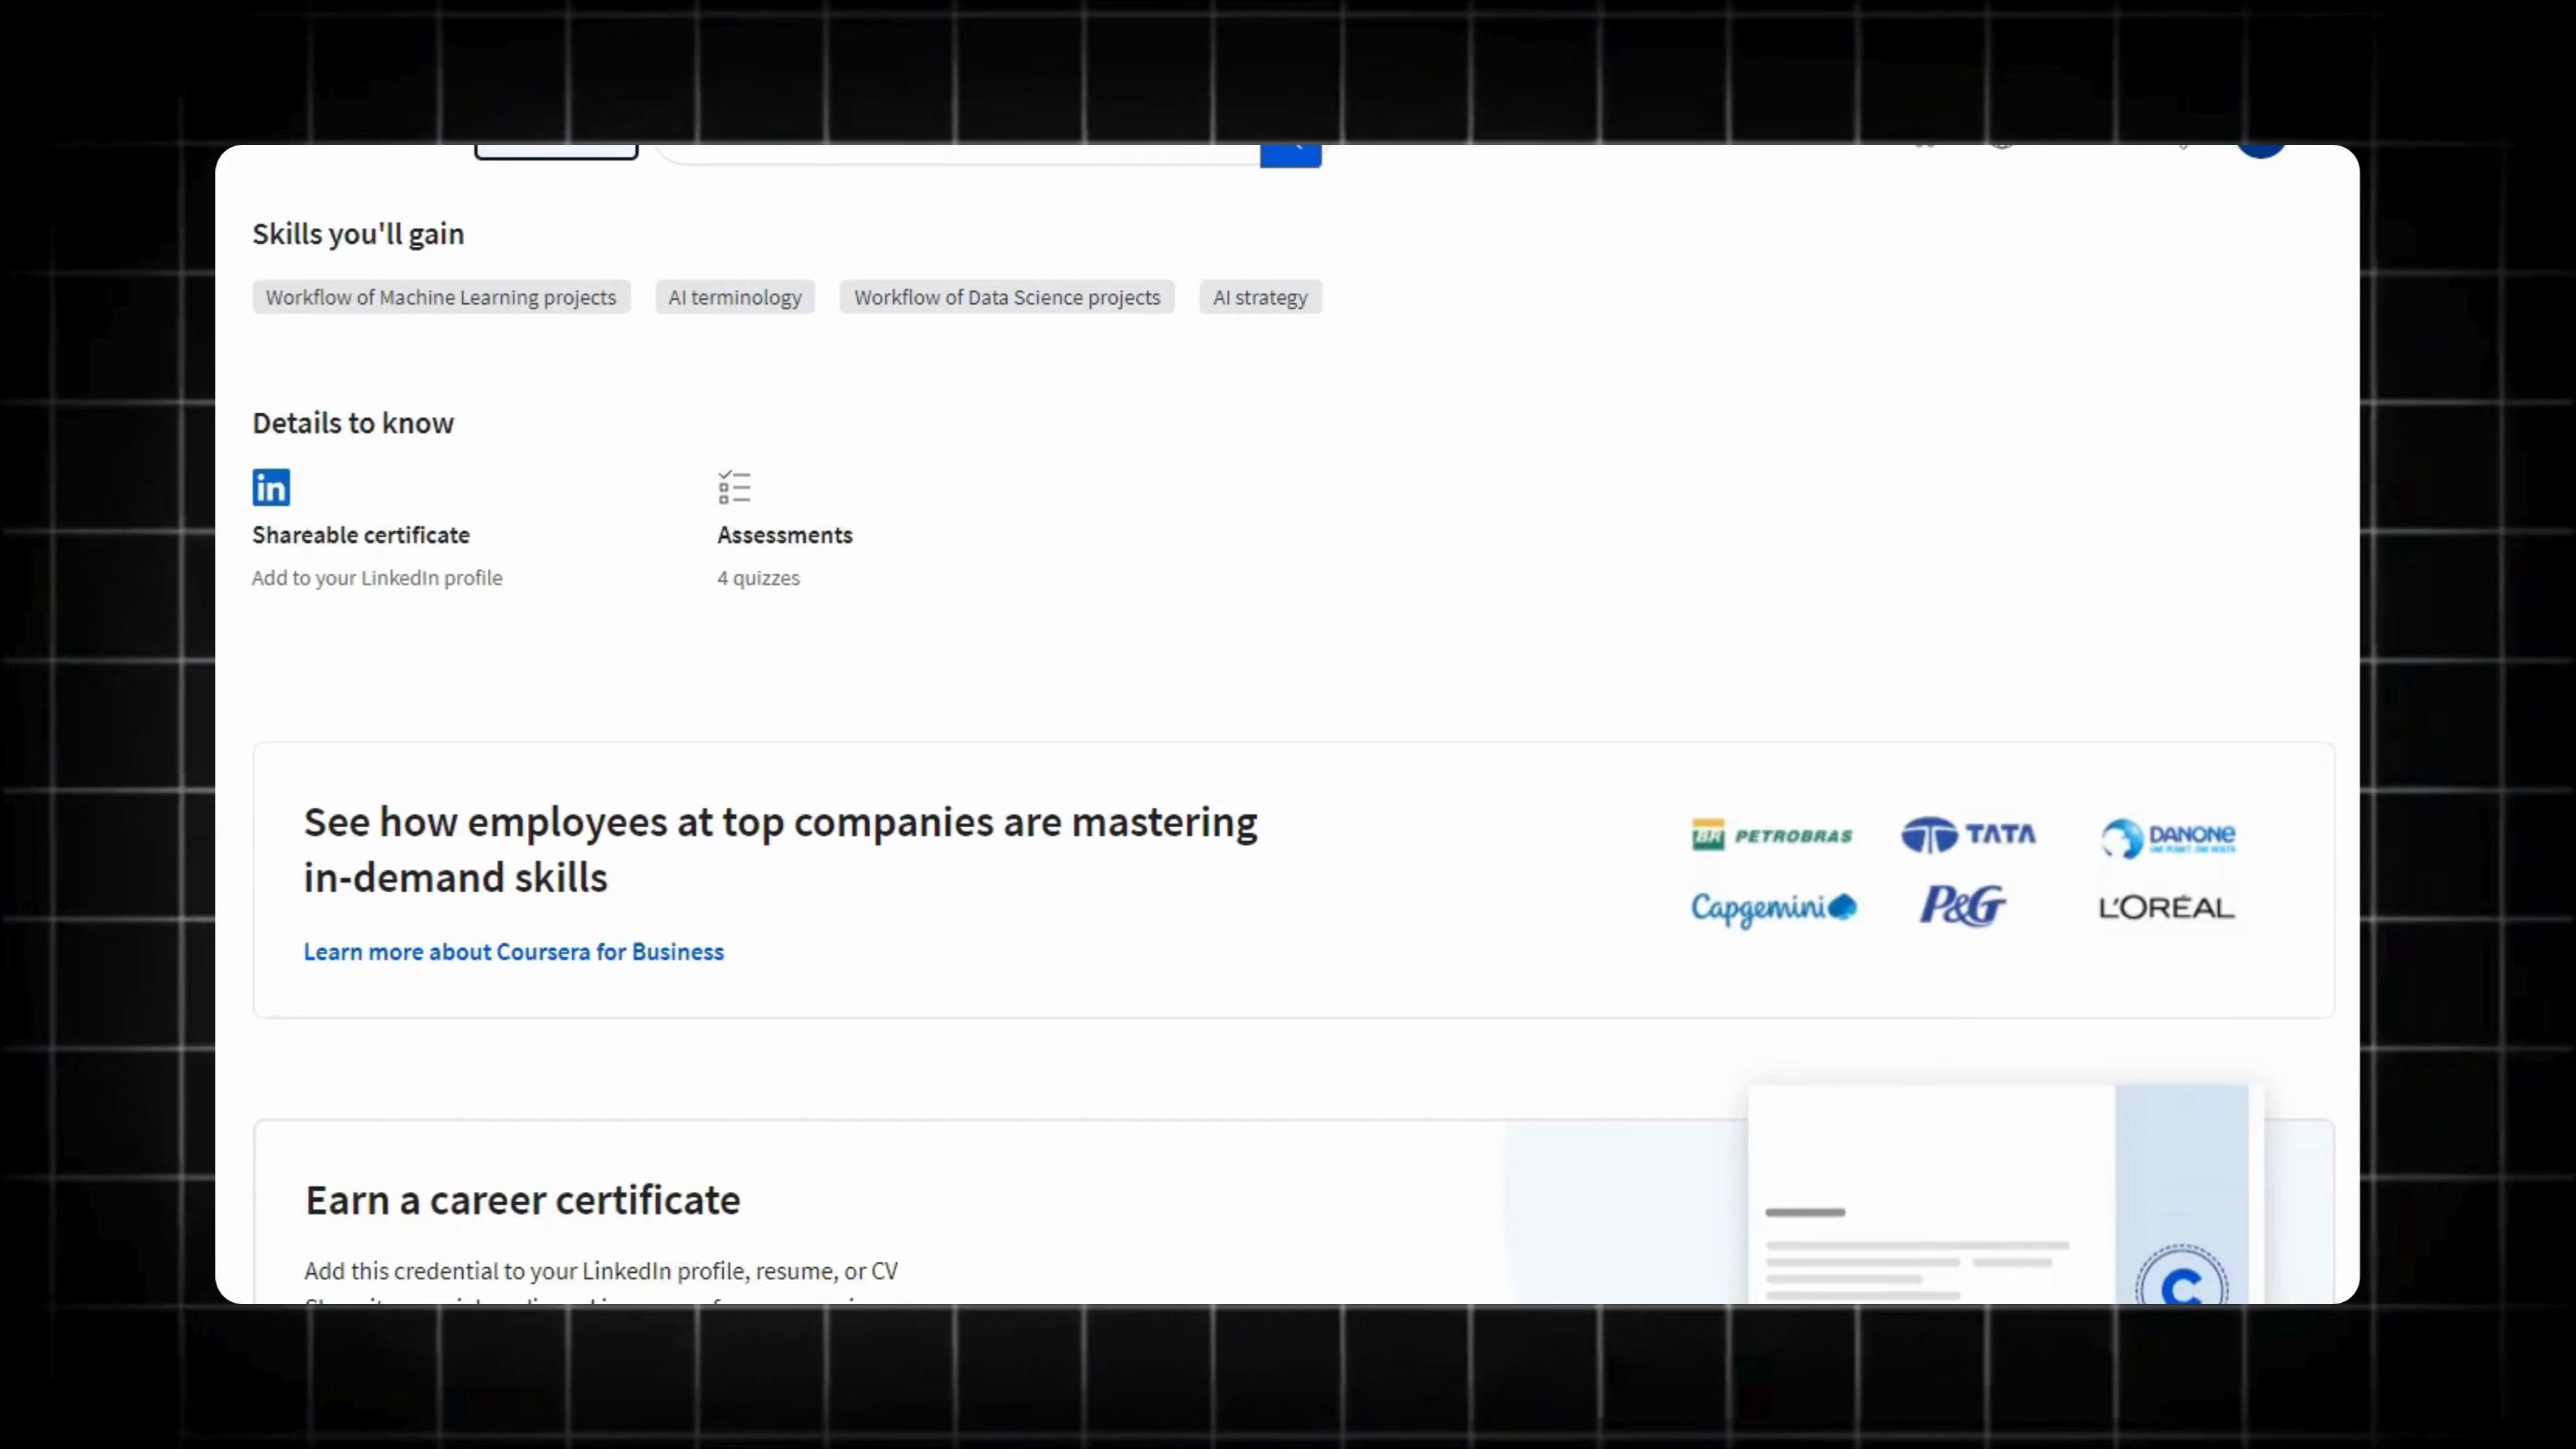 Skills you'll gain
Workflow of Machine Learning projects
AI terminology
Workflow of Data Science projects
AI strategy
Details to know
in
Shareable certificate
Assessments
Add to your LinkedIn profile
4 quizzes
See how employees at top companies are mastering
in-demand skills
Learn more about Coursera for Business
BR PETROBRAS
TATA
DANONE
Capgemini
P&G
L'ORÉAL
Earn a career certificate
Add this credential to your LinkedIn profile, resume, or CV
C